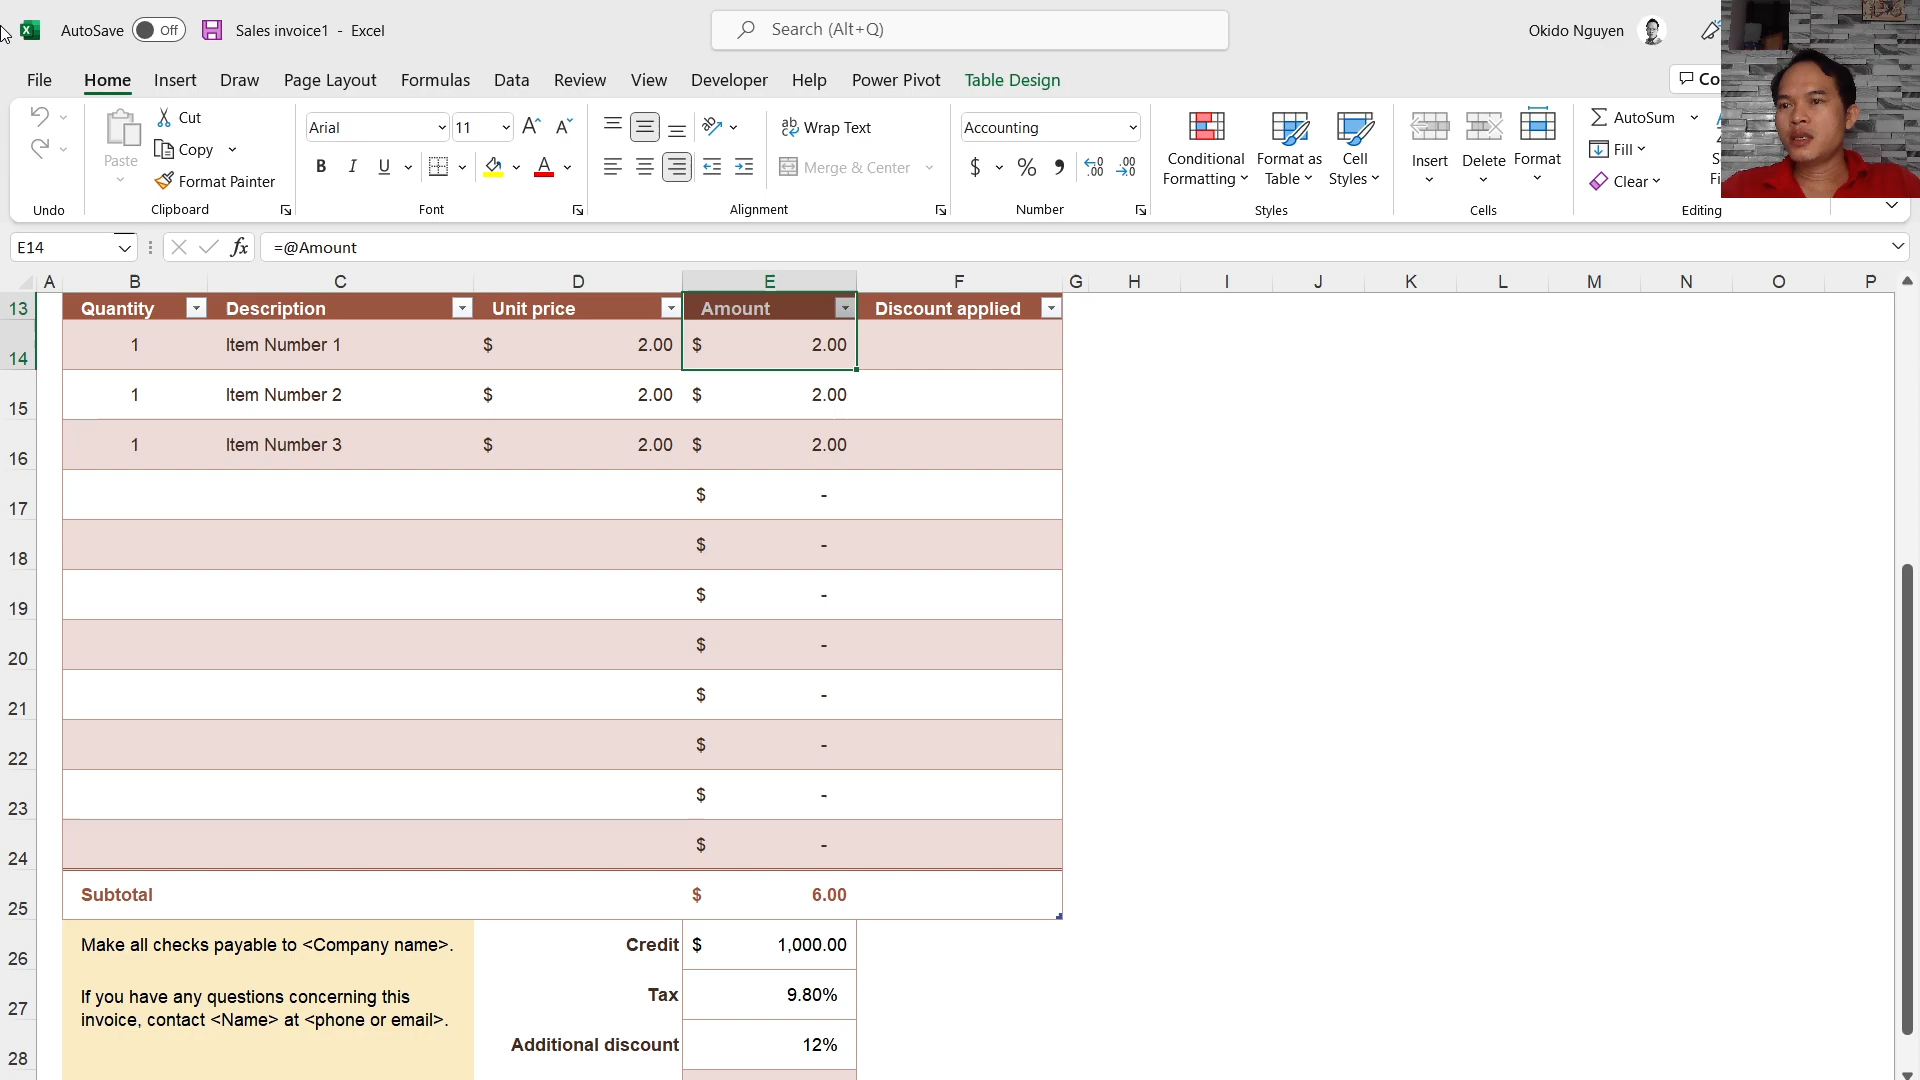 AutoSave Off Sales invoice1 - Excel Search (Alt+Q) Okido Nguyen
File Home Insert Draw Page Layout Formulas Data Review View Developer Help Power Pivot Table Design Co
Paste Cut Copy Format Painter
Arial 11 B I U A
Wrap Text Merge & Center
Accounting $ % ,
Conditional Formatting Format as Table Cell Styles
Insert Delete Format
AutoSum Fill Clear
Undo Clipboard Font Alignment Number Styles Cells Editing
E14 fx =@Amount
A B C D E F G H I J K L M N O P
13 Quantity Description Unit price Amount Discount applied
14 1 Item Number 1 $ 2.00 $ 2.00
15 1 Item Number 2 $ 2.00 $ 2.00
16 1 Item Number 3 $ 2.00 $ 2.00
17 $ -
18 $ -
19 $ -
20 $ -
21 $ -
22 $ -
23 $ -
24 $ -
25 Subtotal $ 6.00
26 Make all checks payable to <Company name>. Credit $ 1,000.00
27 If you have any questions concerning this Tax 9.80%
invoice, contact <Name> at <phone or email>.
28 Additional discount 12%